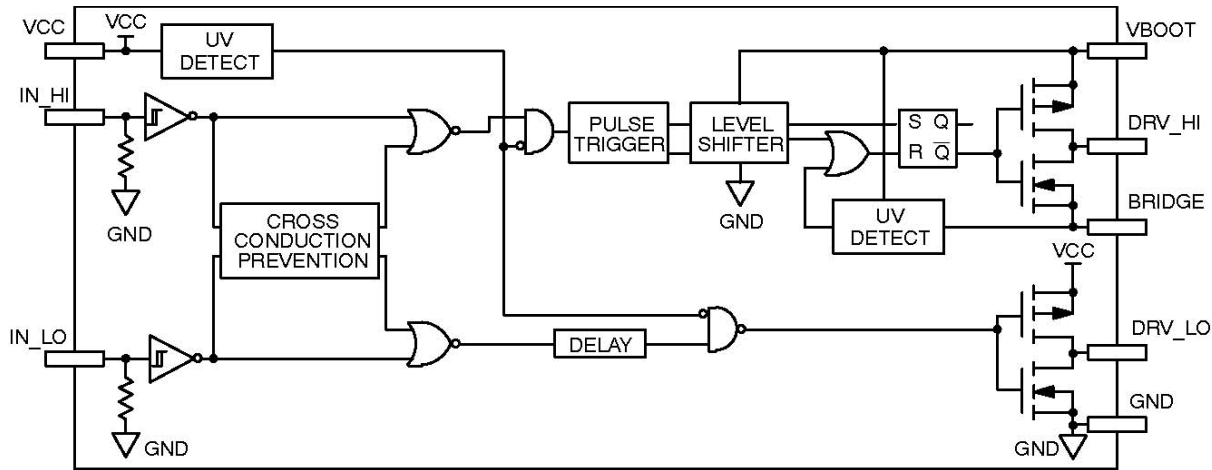 VCC
VCC
UV
DETECT
VBOOT
IN_HI
PULSE
TRIGGER
LEVEL
SHIFTER
S Q
R Q̅
DRV_HI
GND
GND
BRIDGE
CROSS
CONDUCTION
PREVENTION
UV
DETECT
VCC
IN_LO
DELAY
DRV_LO
GND
GND
GND